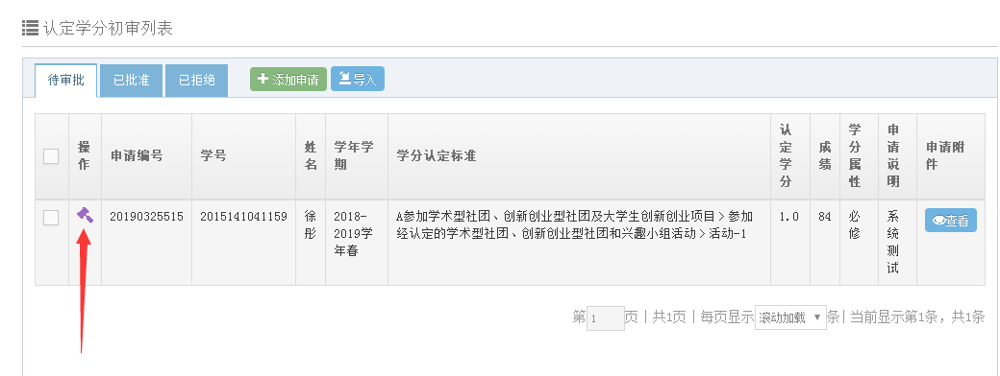 认定学分初审列表
待审批 已批准 已拒绝 添加申请 导入
操作 申请编号 学号 姓名 学年学期 学分认定标准 认定学分 成绩 学分属性 申请说明 申请附件
20190325515 2015141041159 徐彤 2018-2019学年春 A参加学术型社团、创新创业型社团及大学生创新创业项目>参加经认定的学术型社团、创新创业型社团和兴趣小组活动>活动-1 1.0 84 必修 系统测试 查看
第 1 页|共1页|每页显示 滚动加载 条|当前显示第1条，共1条